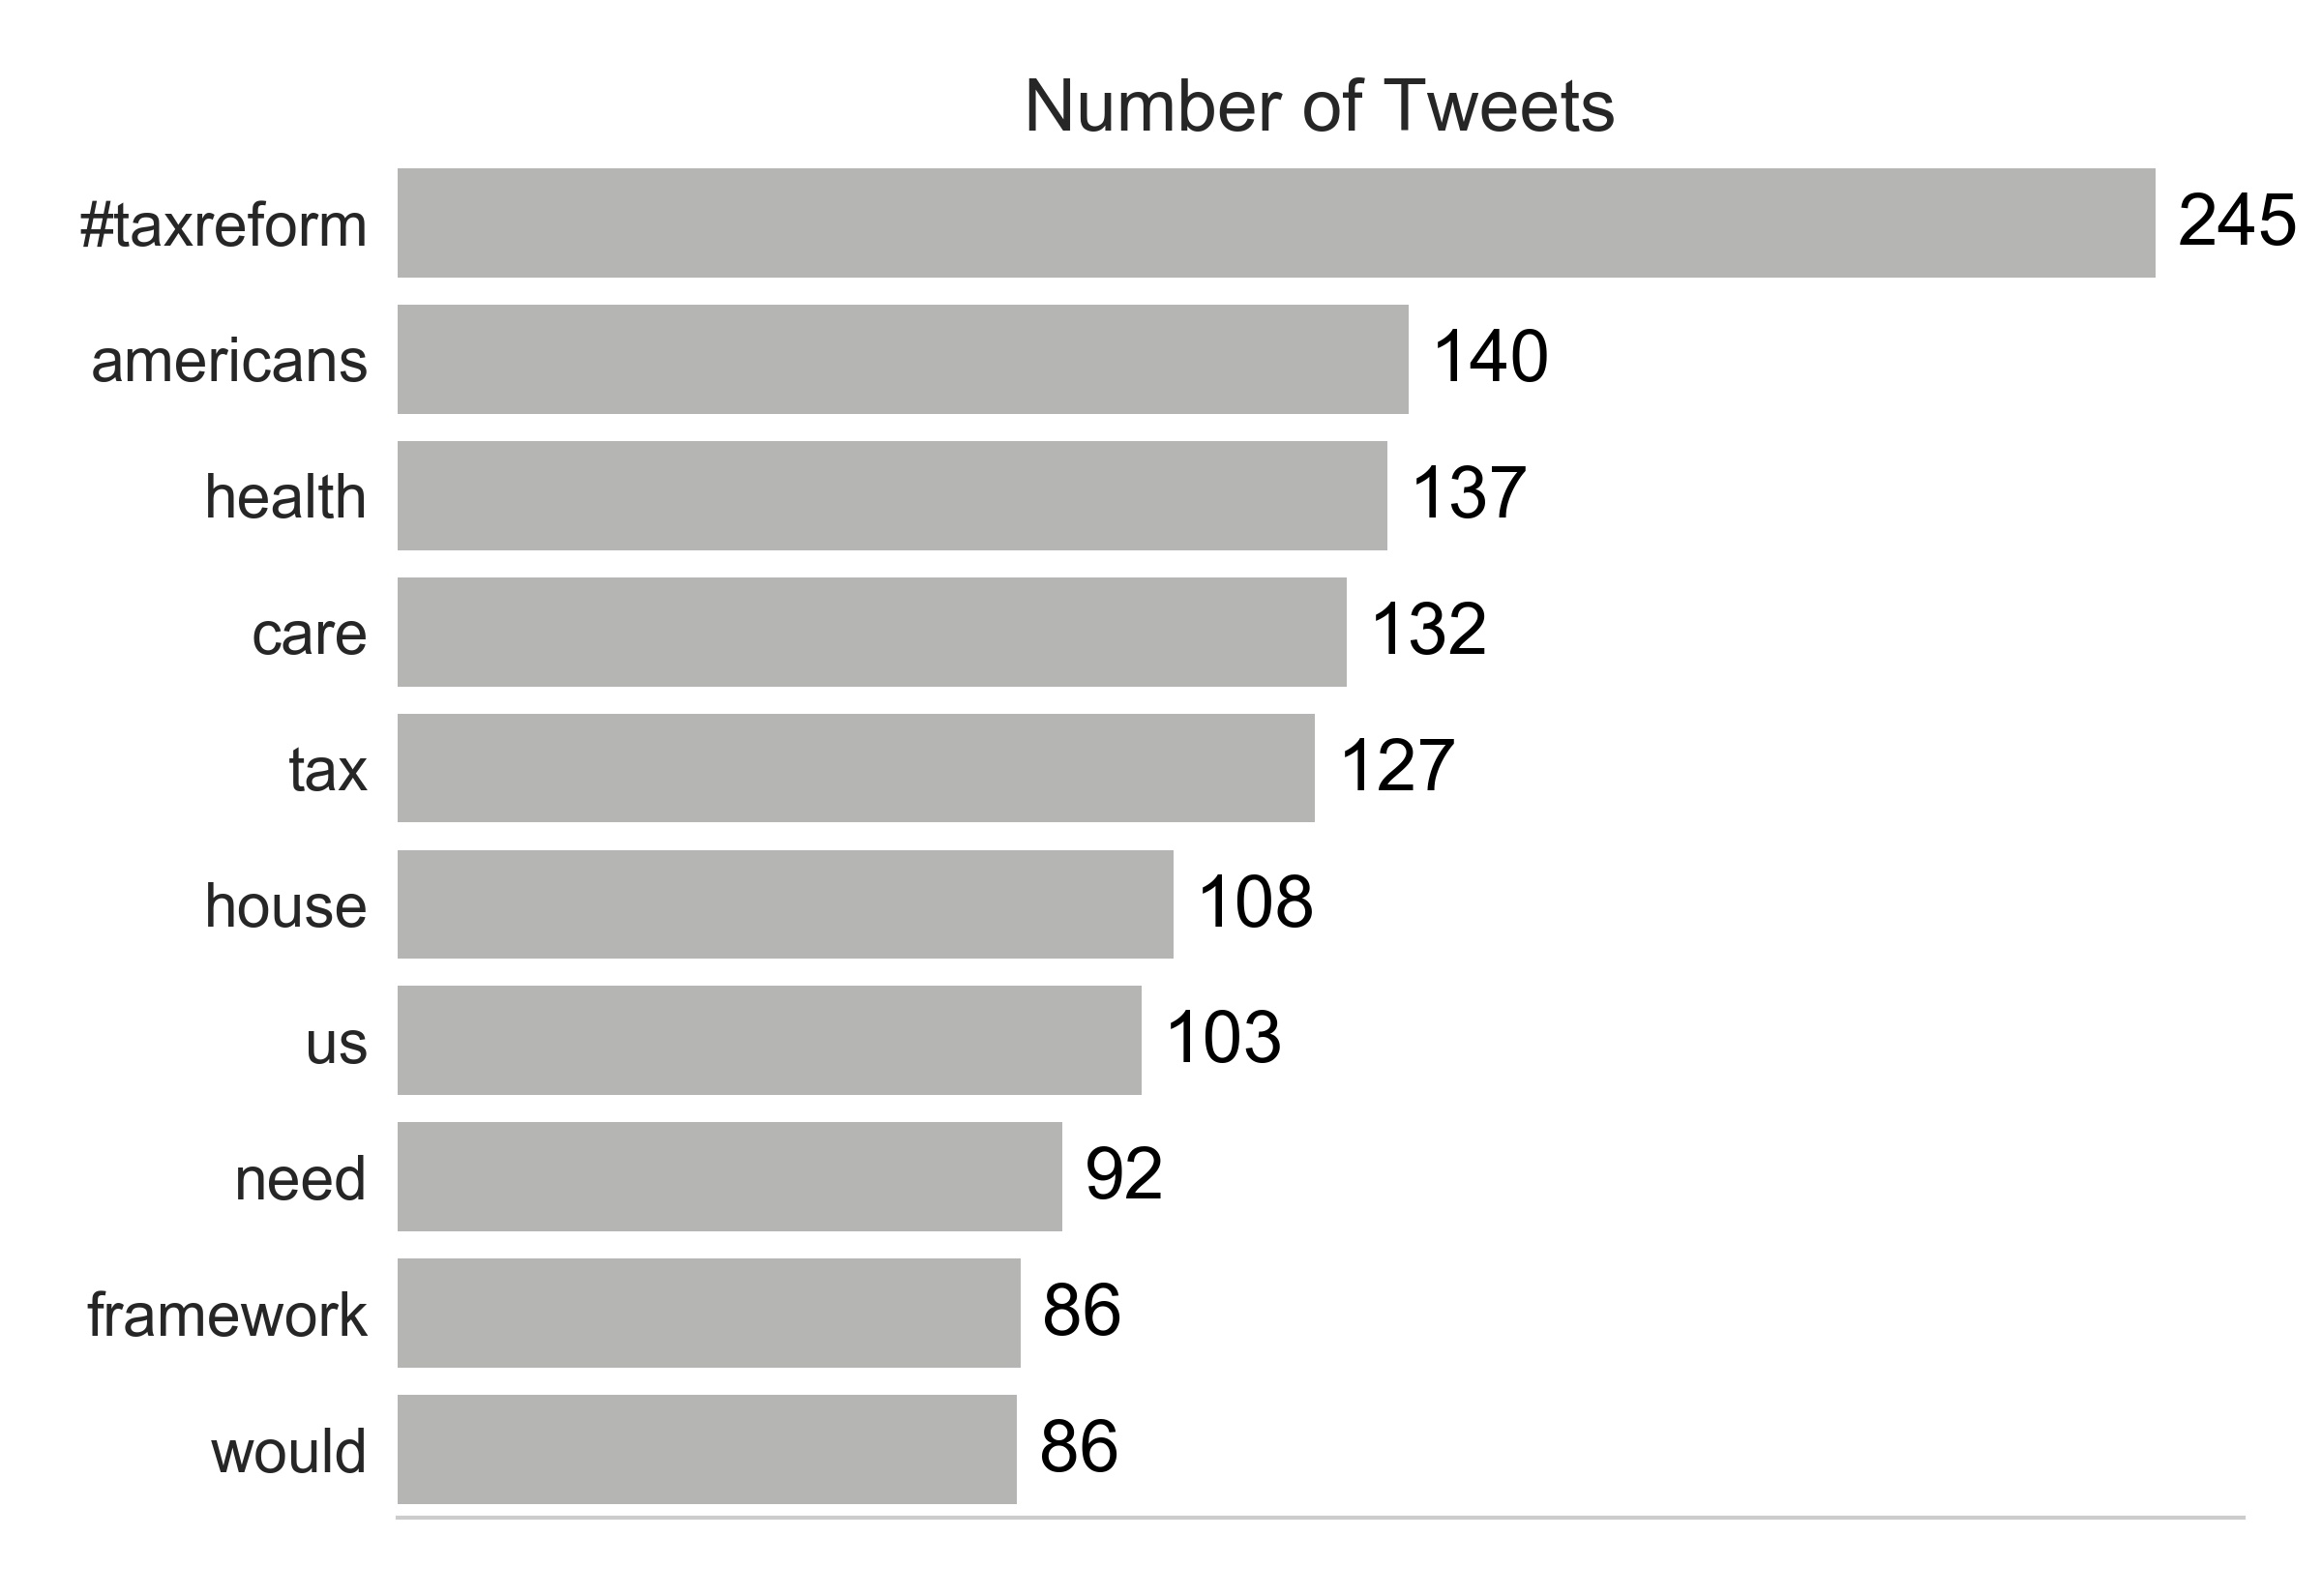 Number of Tweets
#taxreform 245
americans 140
health 137
care 132
tax 127
house 108
us 103
need 92
framework 86
would 86